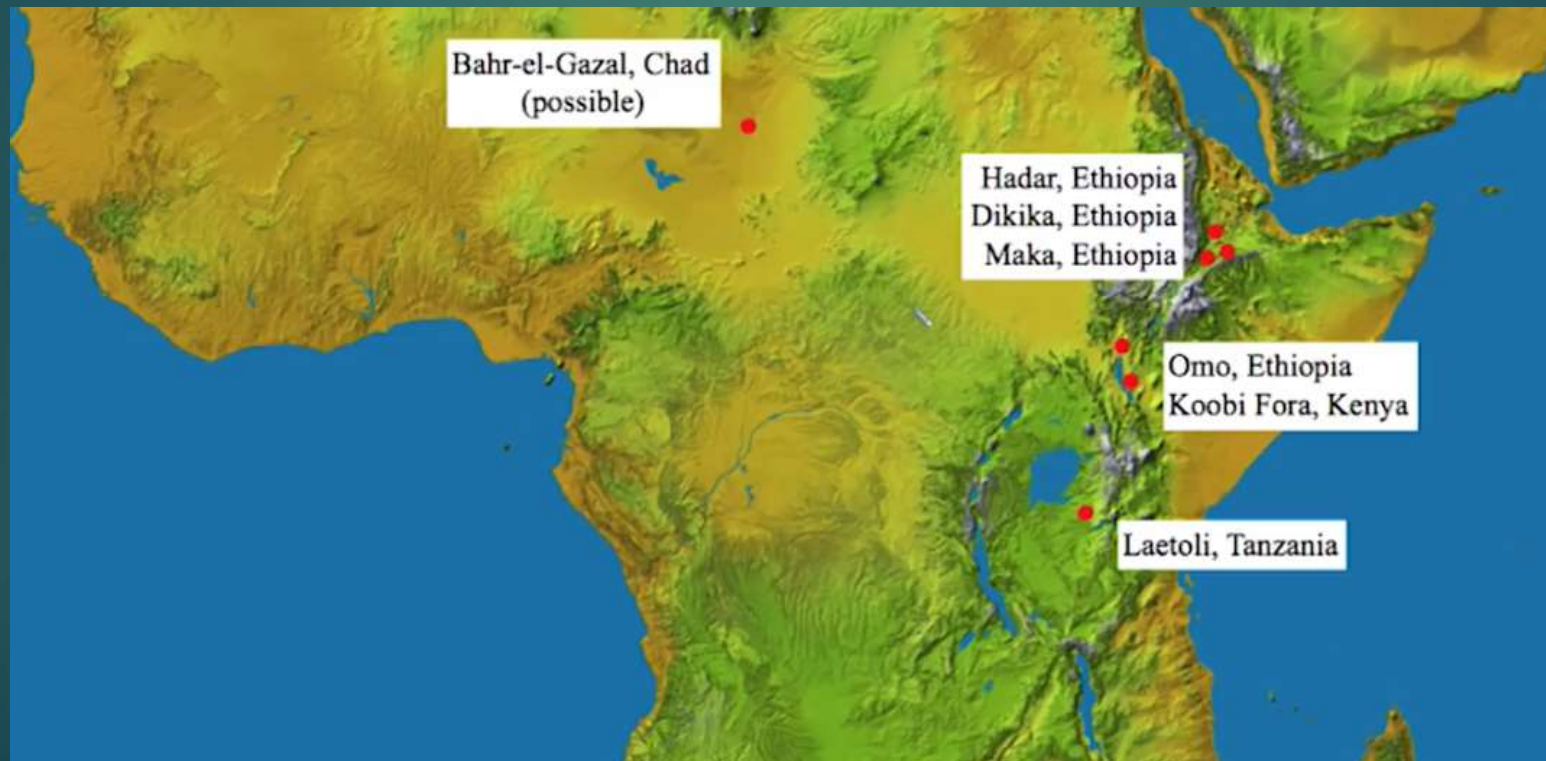 Bahr-el-Gazal, Chad
(possible)
Hadar, Ethiopia
Dikika, Ethiopia
Maka, Ethiopia
Omo, Ethiopia
Koobi Fora, Kenya
Laetoli, Tanzania